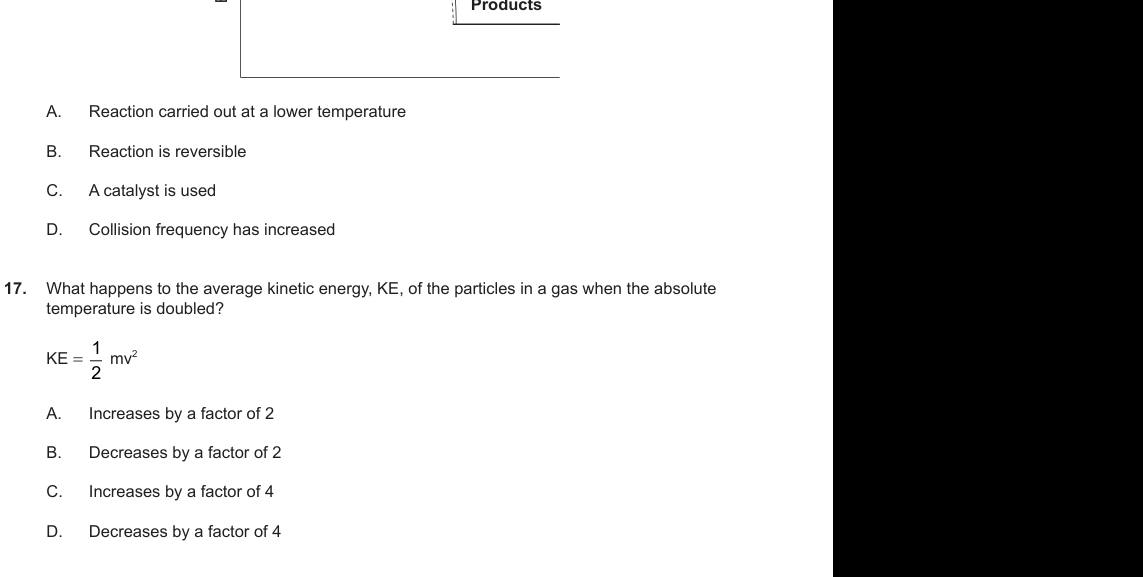 Products
A. Reaction carried out at a lower temperature
B. Reaction is reversible
C. A catalyst is used
D. Collision frequency has increased
17. What happens to the average kinetic energy, KE, of the particles in a gas when the absolute
temperature is doubled?
KE = 1/2 mv²
A. Increases by a factor of 2
B. Decreases by a factor of 2
C. Increases by a factor of 4
D. Decreases by a factor of 4